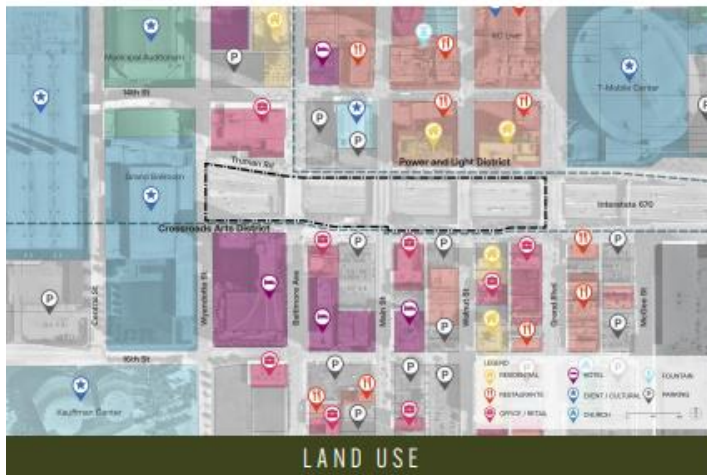 KC Live!
Municipal Auditorium
T-Mobile Center
14th St
Power and Light District
Truman Rd
Grand Ballroom
Interstate 670
Crossroads Arts District
Central St
Wyandotte St
Baltimore Ave
Main St
Walnut St
Grand Blvd
McGee St
16th St
Kauffman Center
LEGEND
RESIDENTIAL
RESTAURANTS
OFFICE / RETAIL
HOTEL
EVENT / CULTURAL
CHURCH
FOUNTAIN
PARKING
LAND USE